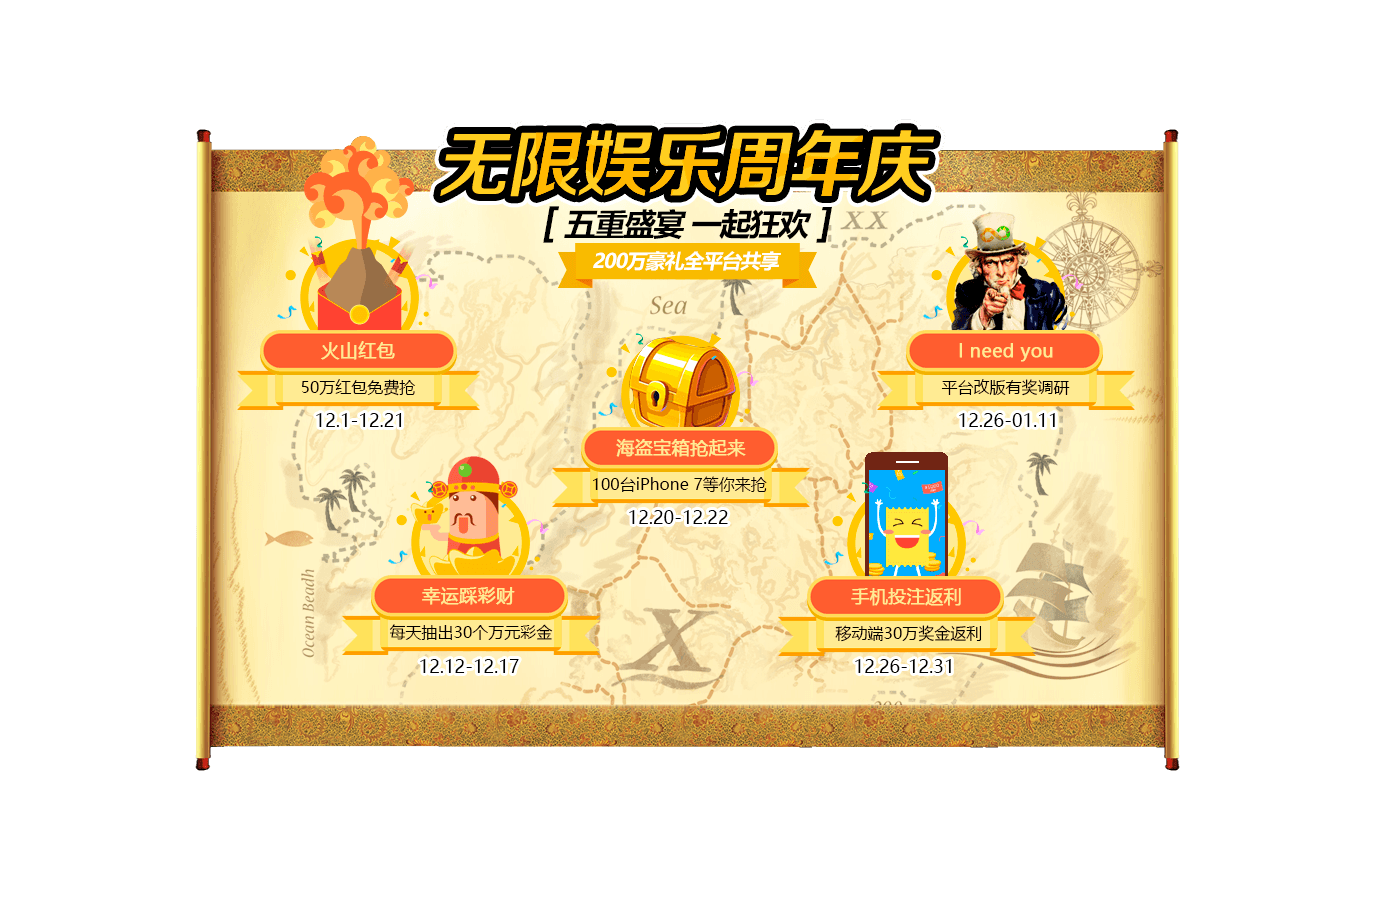 无限娱乐周年庆
[ 五重盛宴 一起狂欢 ]
200万豪礼全平台共享
XX
Sea
火山红包
50万红包免费抢
12.1-12.21
I need you
平台改版有奖调研
12.26-01.11
海盗宝箱抢起来
100台iPhone 7等你来抢
12.20-12.22
幸运踩彩财
每天抽出30个万元彩金
12.12-12.17
手机投注返利
移动端30万奖金返利
12.26-12.31
Ocean Beadh
X